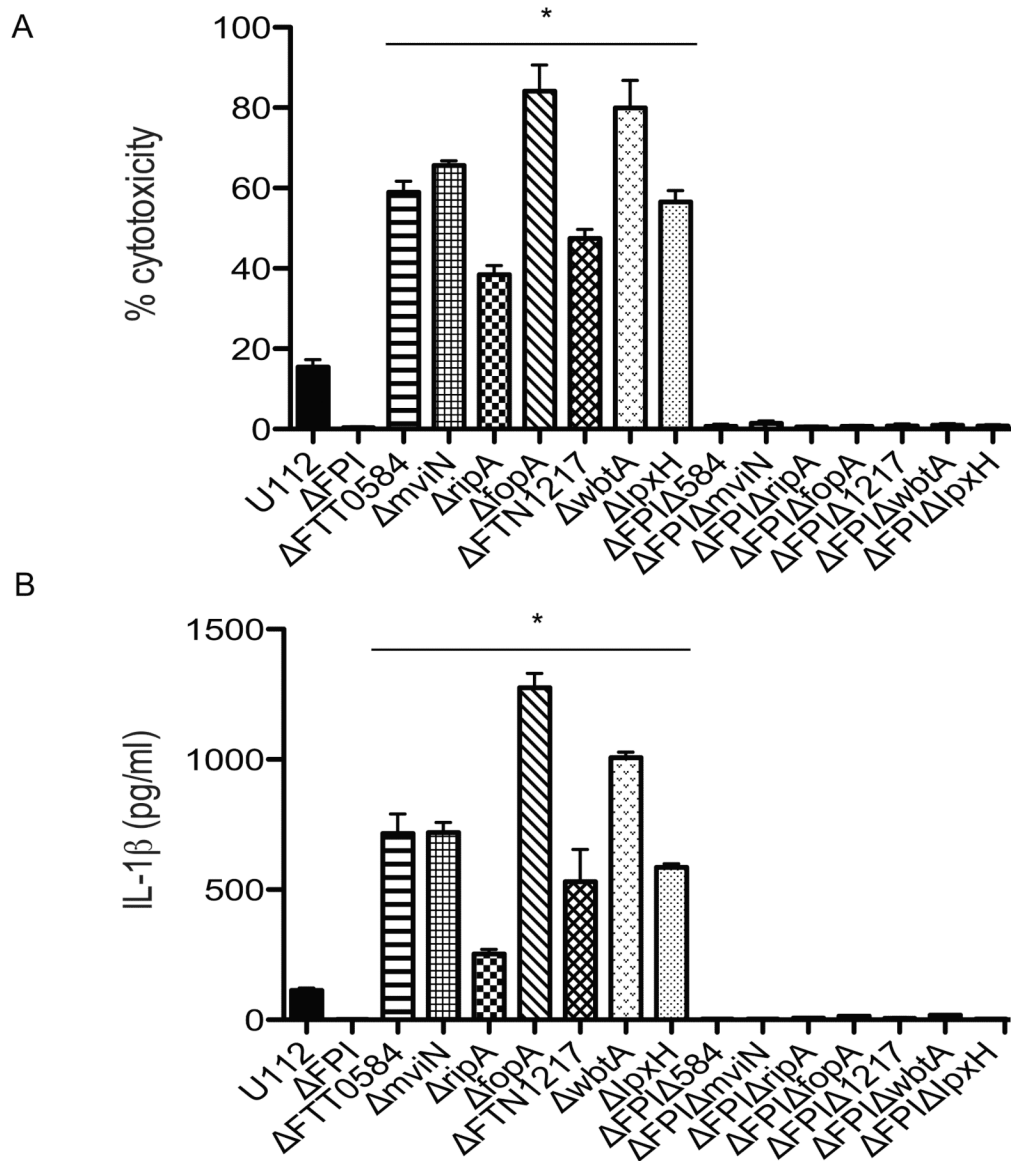 A
*
% cytotoxicity
100
80
60
40
20
0
U112
ΔFPI
ΔFTT0584
ΔmviN
ΔripA
ΔfopA
ΔFTN1217
ΔwbtA
ΔlpxH
ΔFPIΔ584
ΔFPIΔmviN
ΔFPIΔripA
ΔFPIΔfopA
ΔFPIΔ1217
ΔFPIΔwbtA
ΔFPIΔlpxH
B
*
IL-1β (pg/ml)
1500
1000
500
0
U112
ΔFPI
ΔFTT0584
ΔmviN
ΔripA
ΔfopA
ΔFTN1217
ΔwbtA
ΔlpxH
ΔFPIΔ584
ΔFPIΔmviN
ΔFPIΔripA
ΔFPIΔfopA
ΔFPIΔ1217
ΔFPIΔwbtA
ΔFPIΔlpxH